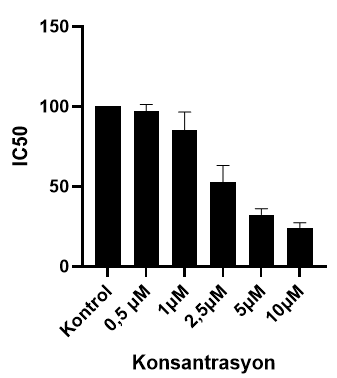 150
100
50
0
IC50
Kontrol
0,5 µM
1µM
2,5µM
5µM
10µM
Konsantrasyon